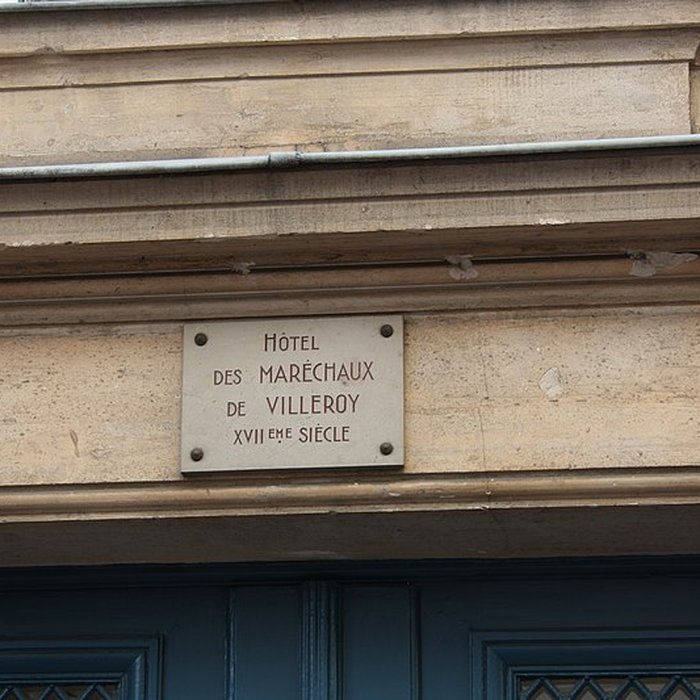 HÔTEL
DES MARÉCHAUX
DE VILLEROY
XVIIEME SIÈCLE